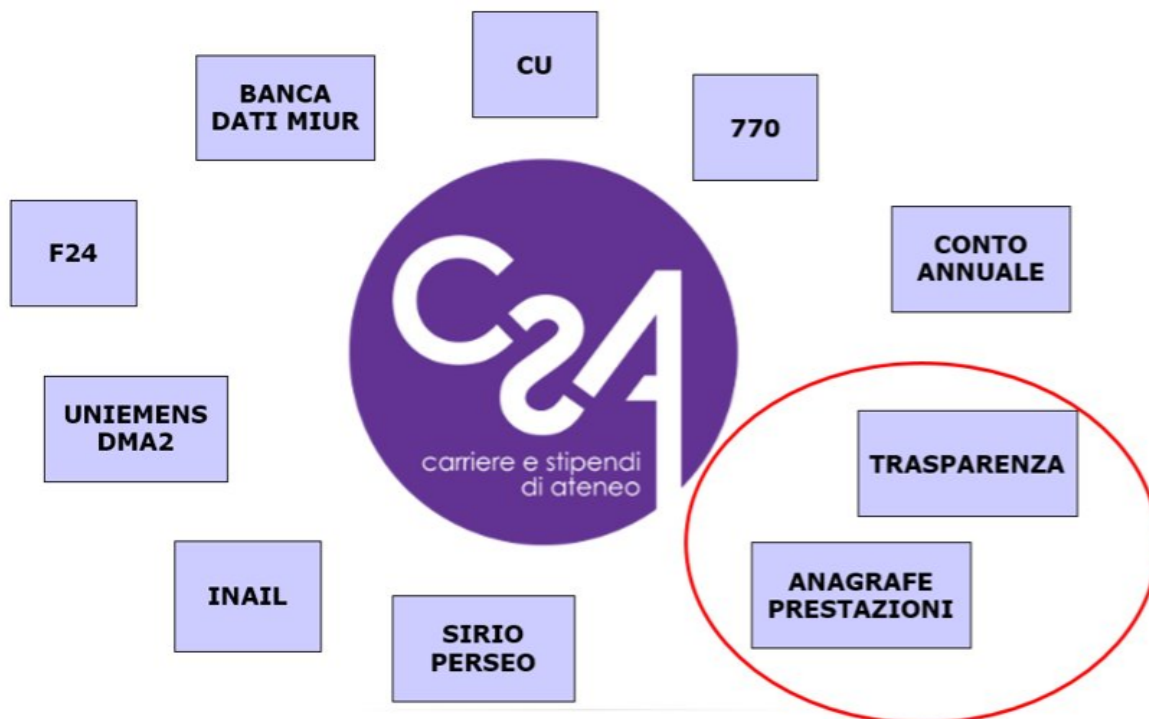 CU
BANCA
DATI MIUR
770
F24
CONTO
ANNUALE
CSA
carriere e stipendi
di ateneo
UNIEMENS
DMA2
TRASPARENZA
INAIL
ANAGRAFE
PRESTAZIONI
SIRIO
PERSEO